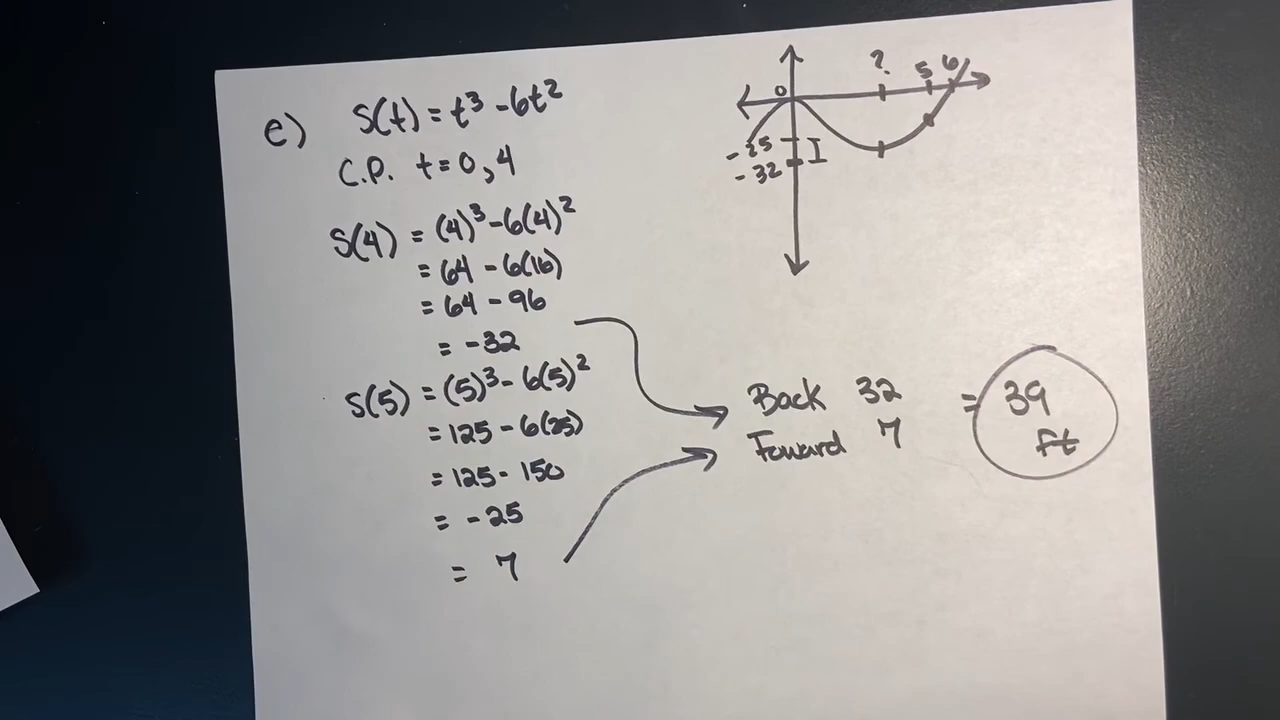 e) S(t) = t³ - 6t²
C.P. t = 0, 4
S(4) = (4)³ - 6(4)²
= 64 - 6(16)
= 64 - 96
= -32
S(5) = (5)³ - 6(5)²
= 125 - 6(25)
= 125 - 150
= -25
= 7
? 5 6
0
-25
-32
Back 32 = 39
Foward 7 ft